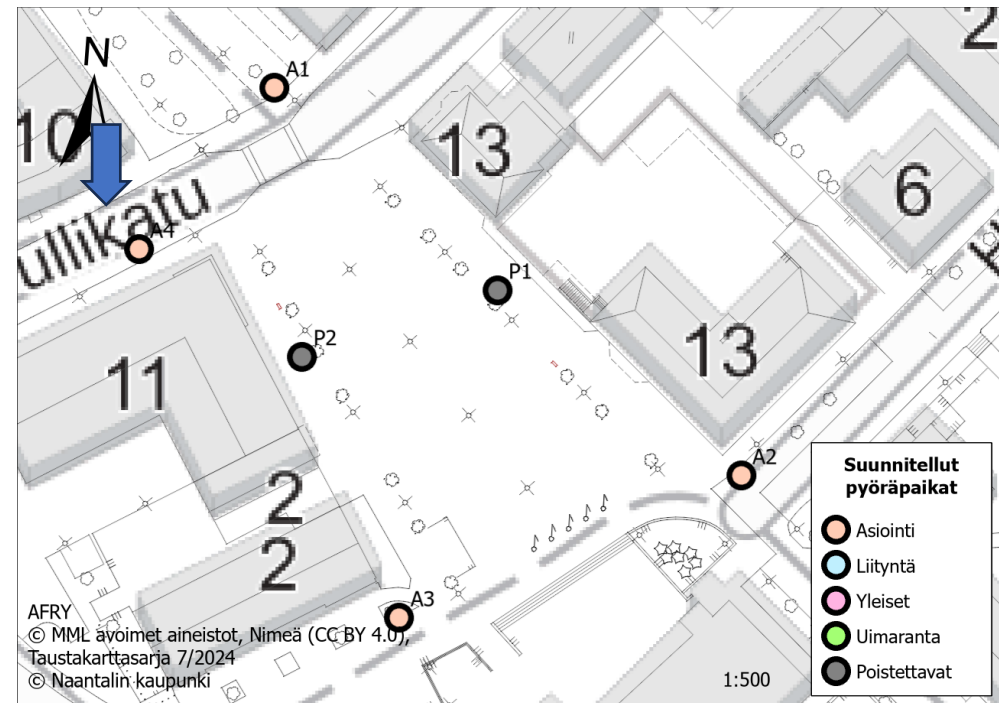 A1
N
2
10
13
6
ullikatu
A4
P1
P2
13
11
A2
2
2
A3
Suunnitellut
pyöräpaikat
Asiointi
Liityntä
Yleiset
Uimaranta
Poistettavat
AFRY
© MML avoimet aineistot, Nimeä (CC BY 4.0),
Taustakarttasarja 7/2024
© Naantalin kaupunki
1:500